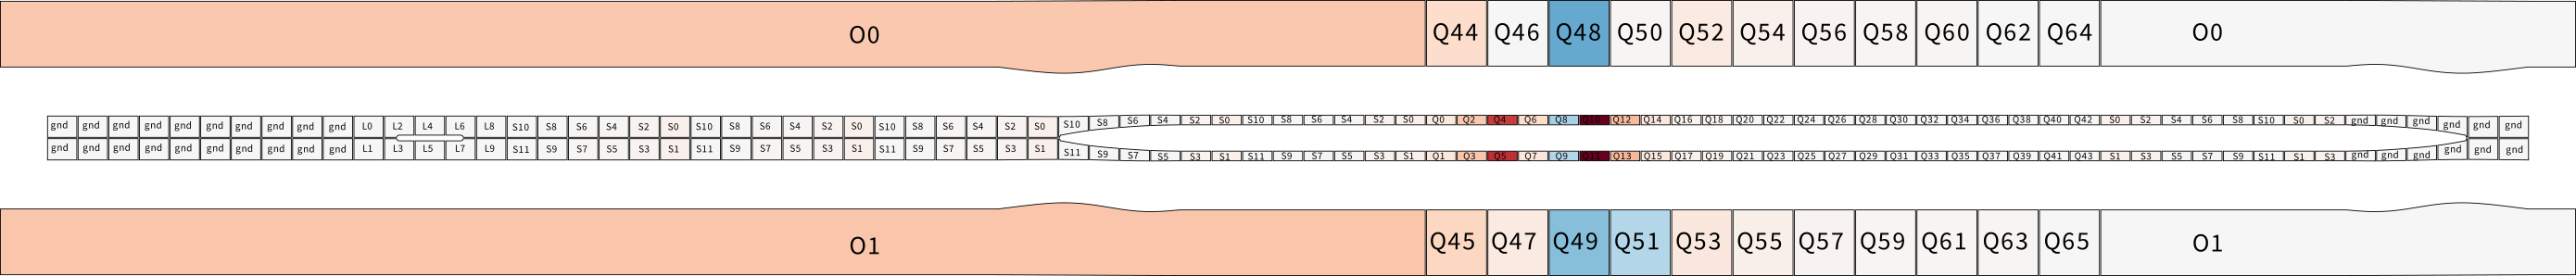 O0 Q44 Q46 Q48 Q50 Q52 Q54 Q56 Q58 Q60 Q62 Q64 O0
gnd gnd gnd gnd gnd gnd gnd gnd gnd gnd L0 L2 L4 L6 L8 S10 S8 S6 S4 S2 S0 S10 S8 S6 S4 S2 S0 S10 S8 S6 S4 S2 S0 S10 S8 S6 S4 S2 S0 S10 S8 S6 S4 S2 S0 Q0 Q2 Q4 Q6 Q8 Q10 Q12 Q14 Q16 Q18 Q20 Q22 Q24 Q26 Q28 Q30 Q32 Q34 Q36 Q38 Q40 Q42 S0 S2 S4 S6 S8 S10 S0 S2 gnd gnd gnd gnd gnd gnd
gnd gnd gnd gnd gnd gnd gnd gnd gnd gnd L1 L3 L5 L7 L9 S11 S9 S7 S5 S3 S1 S11 S9 S7 S5 S3 S1 S11 S9 S7 S5 S3 S1 S11 S9 S7 S5 S3 S1 S11 S9 S7 S5 S3 S1 Q1 Q3 Q5 Q7 Q9 Q11 Q13 Q15 Q17 Q19 Q21 Q23 Q25 Q27 Q29 Q31 Q33 Q35 Q37 Q39 Q41 Q43 S1 S3 S5 S7 S9 S11 S1 S3 gnd gnd gnd gnd gnd gnd
O1 Q45 Q47 Q49 Q51 Q53 Q55 Q57 Q59 Q61 Q63 Q65 O1